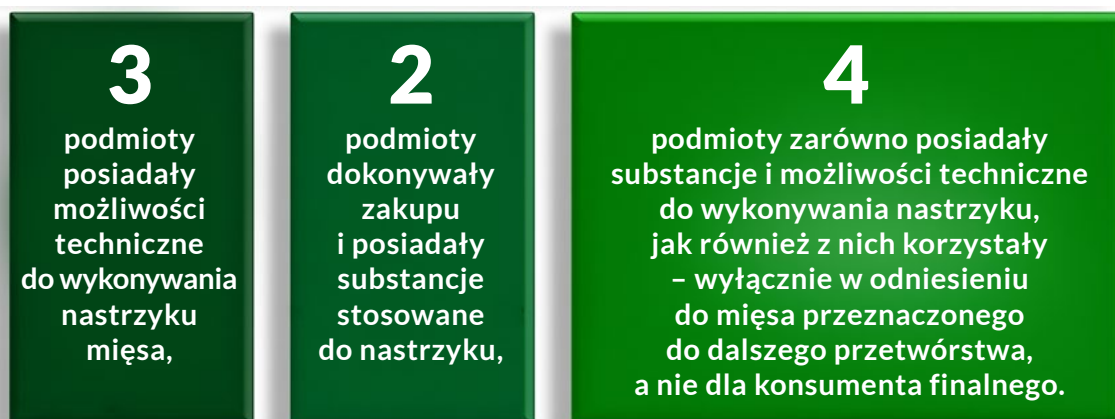 3
podmioty
posiadały
możliwości
techniczne
do wykonywania
nastrzyku
mięsa,
2
podmioty
dokonywały
zakupu
i posiadały
substancje
stosowane
do nastrzyku,
4
podmioty zarówno posiadały
substancje i możliwości techniczne
do wykonywania nastrzyku,
jak również z nich korzystały
– wyłącznie w odniesieniu
do mięsa przeznaczonego
do dalszego przetwórstwa,
a nie dla konsumenta finalnego.